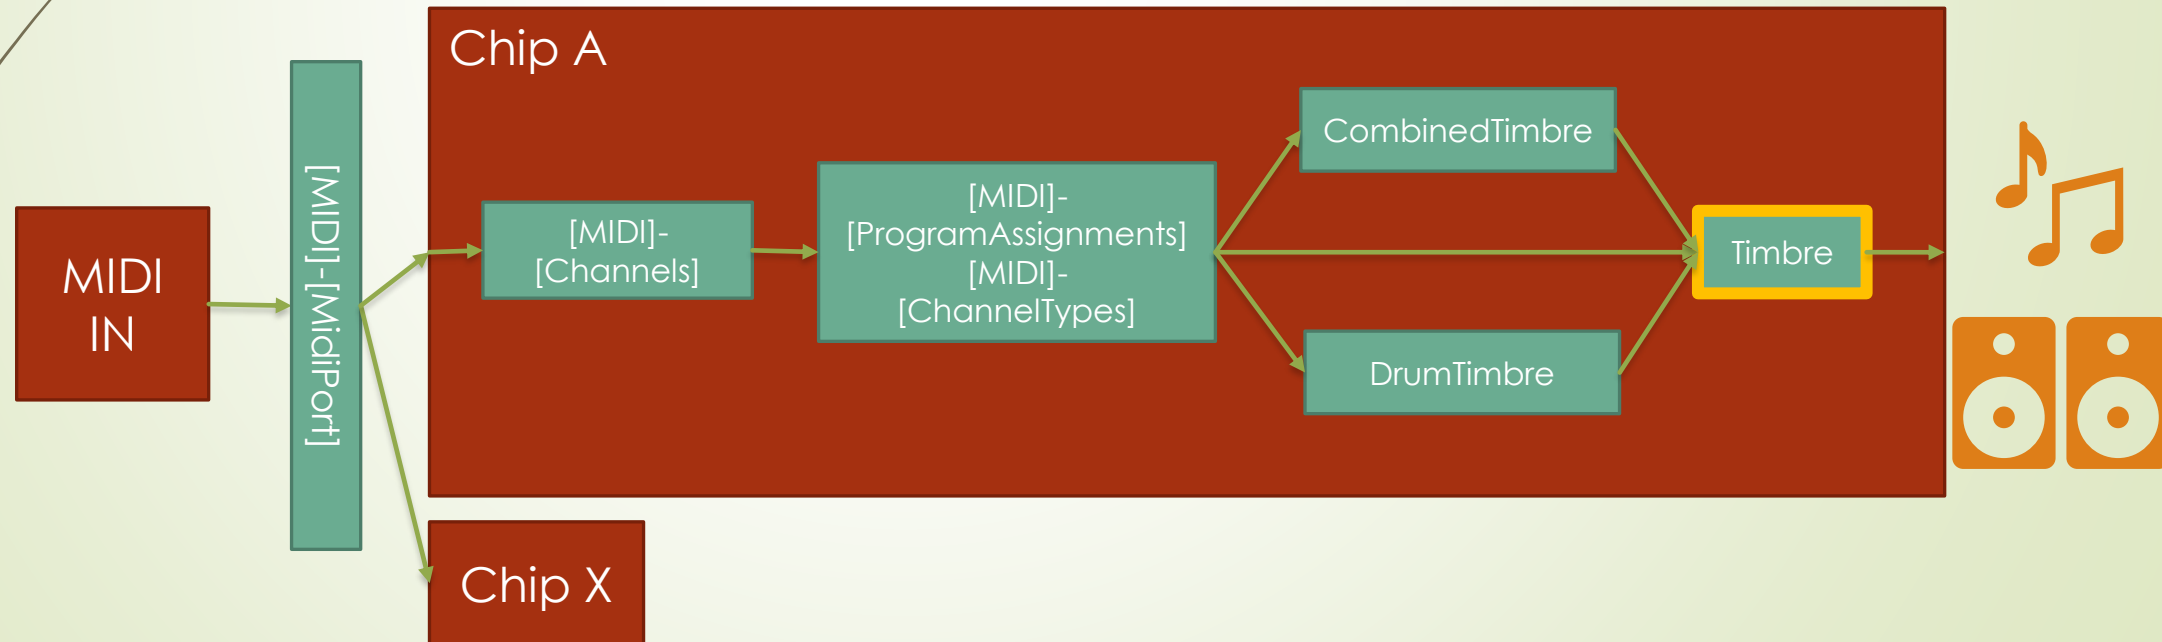 Chip A
MIDI
IN
[MIDI]-[MidiPort]
[MIDI]-
[Channels]
[MIDI]-
[ProgramAssignments]
[MIDI]-
[ChannelTypes]
CombinedTimbre
Timbre
DrumTimbre
Chip X